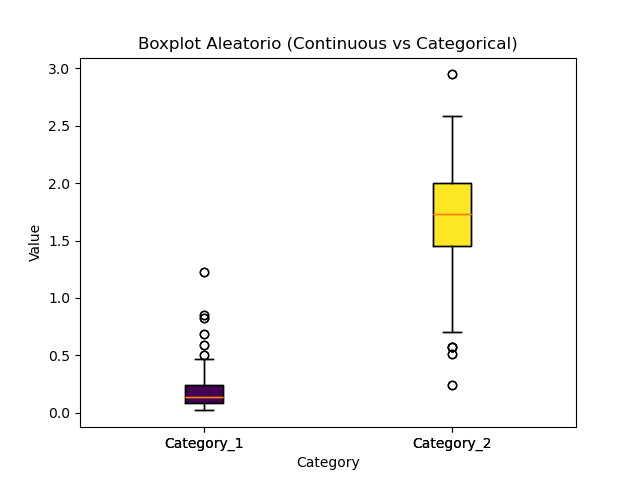 Boxplot Aleatorio (Continuous vs Categorical)
3.0
2.5
2.0
1.5
1.0
0.5
0.0
Value
Category_1
Category_2
Category